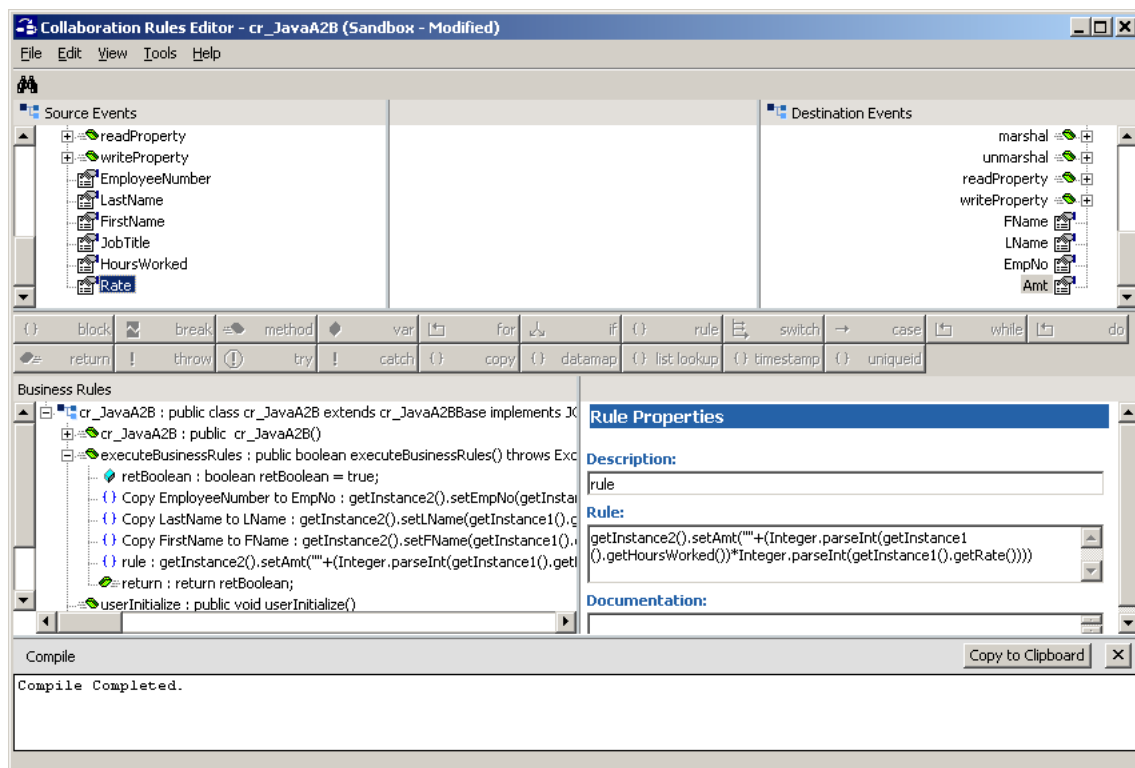 Collaboration Rules Editor - cr_JavaA2B (Sandbox - Modified)
File Edit View Tools Help
Source Events
Destination Events
readProperty
writeProperty
EmployeeNumber
LastName
FirstName
JobTitle
HoursWorked
Rate
marshal
unmarshal
readProperty
writeProperty
FName
LName
EmpNo
Amt
{} block break method var for if {} rule switch case while do
return ! throw try ! catch {} copy {} datamap {} list lookup {} timestamp {} uniqueid
Business Rules
cr_JavaA2B : public class cr_JavaA2B extends cr_JavaA2BBase implements JC
cr_JavaA2B : public cr_JavaA2B()
executeBusinessRules : public boolean executeBusinessRules() throws Exc
retBoolean : boolean retBoolean = true;
{} Copy EmployeeNumber to EmpNo : getInstance2().setEmpNo(getInstar
{} Copy LastName to LName : getInstance2().setLName(getInstance1().g
{} Copy FirstName to FName : getInstance2().setFName(getInstance1().
{} rule : getInstance2().setAmt(""+(Integer.parseInt(getInstance1().getl
return : return retBoolean;
userInitialize : public void userInitialize()
Rule Properties
Description:
rule
Rule:
getInstance2().setAmt(""+(Integer.parseInt(getInstance1
().getHoursWorked())*Integer.parseInt(getInstance1().getRate())))
Documentation:
Compile
Copy to Clipboard
Compile Completed.